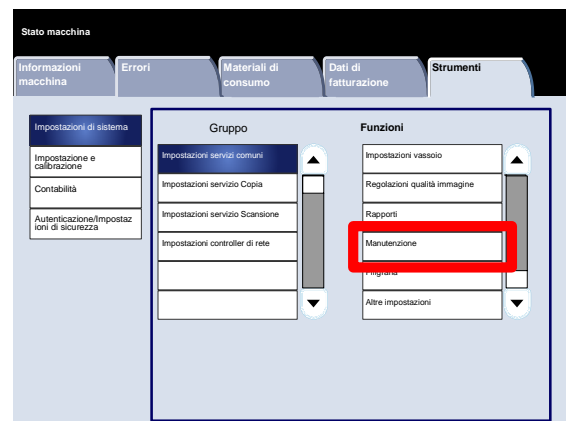 Stato macchina
Informazioni
macchina
Errori
Materiali di
consumo
Dati di
fatturazione
Strumenti
Impostazioni di sistema
Impostazione e
calibrazione
Contabilità
Autenticazione/Impostaz
ioni di sicurezza
Gruppo
Impostazioni servizi comuni
Impostazioni servizio Copia
Impostazioni servizio Scansione
Impostazioni controller di rete
Funzioni
Impostazioni vassoio
Regolazioni qualità immagine
Rapporti
Manutenzione
Filigrana
Altre impostazioni